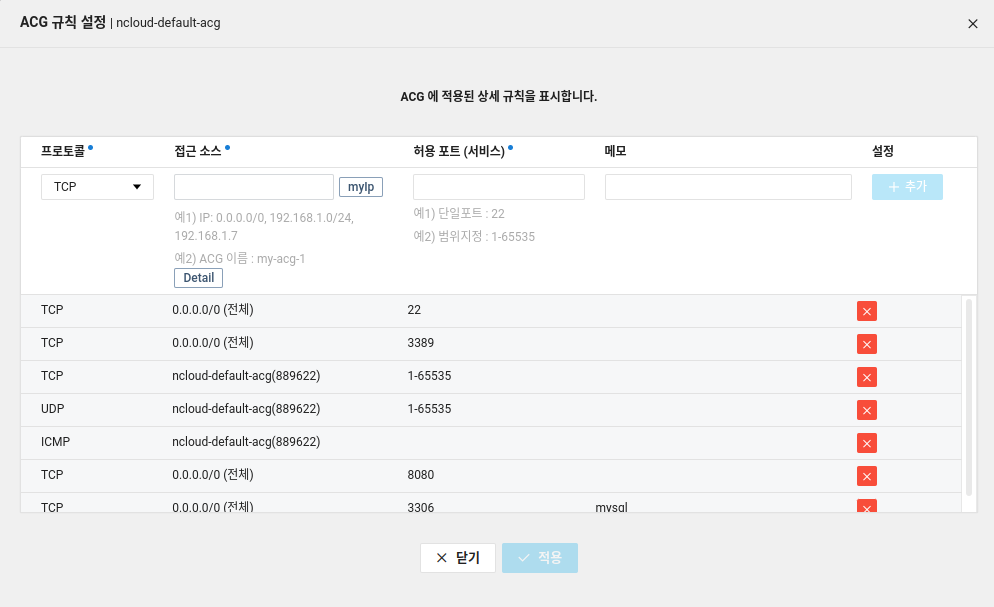 ACG 규칙 설정 | ncloud-default-acg
ACG 에 적용된 상세 규칙을 표시합니다.
프로토콜 접근 소스 허용 포트 (서비스) 메모 설정
TCP myIp + 추가
예1) IP: 0.0.0.0/0, 192.168.1.0/24, 예1) 단일포트 : 22
192.168.1.7 예2) 범위지정 : 1-65535
예2) ACG 이름 : my-acg-1
Detail
TCP 0.0.0.0/0 (전체) 22
TCP 0.0.0.0/0 (전체) 3389
TCP ncloud-default-acg(889622) 1-65535
UDP ncloud-default-acg(889622) 1-65535
ICMP ncloud-default-acg(889622)
TCP 0.0.0.0/0 (전체) 8080
TCP 0.0.0.0/0 (전체) 3306 mysql
닫기 적용